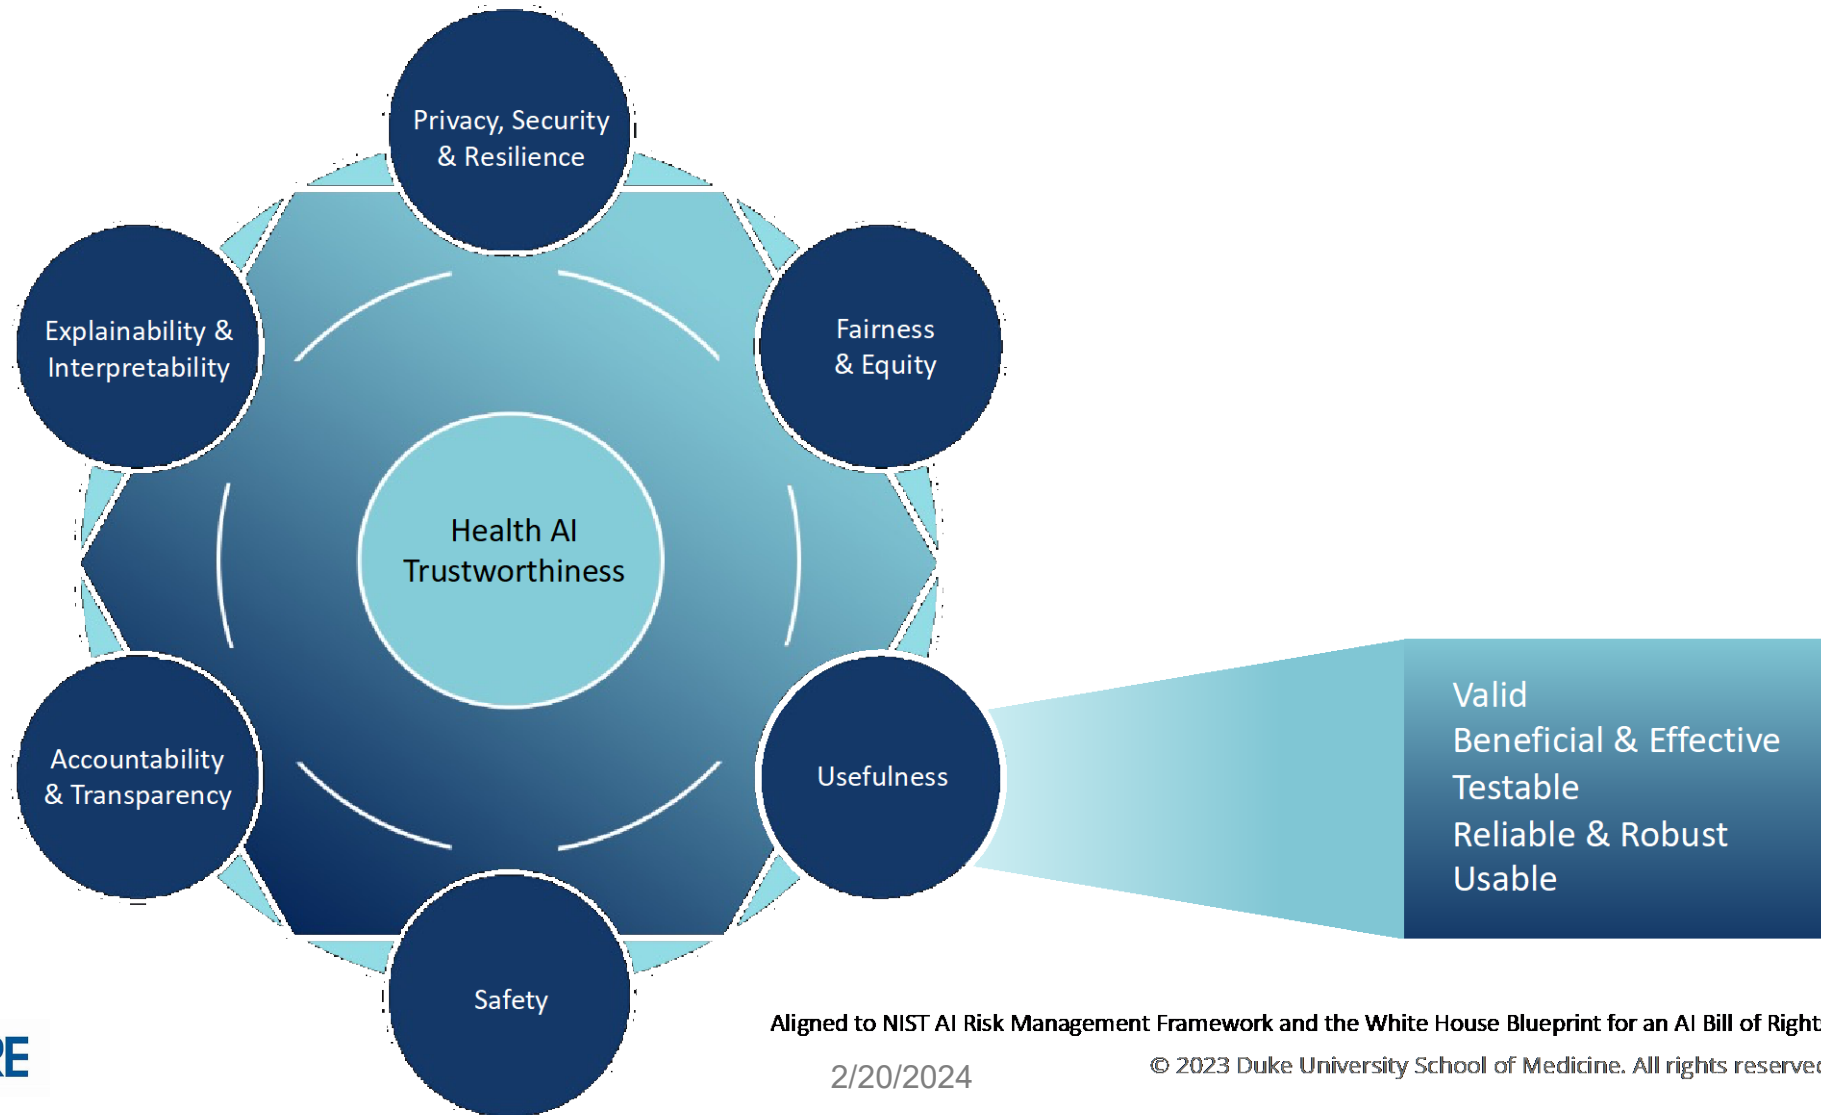 Privacy, Security
& Resilience
Explainability &
Interpretability
Fairness
& Equity
Health AI
Trustworthiness
Accountability
& Transparency
Usefulness
Safety
Valid
Beneficial & Effective
Testable
Reliable & Robust
Usable
Aligned to NIST AI Risk Management Framework and the White House Blueprint for an AI Bill of Right
© 2023 Duke University School of Medicine. All rights reserve
2/20/2024
RE